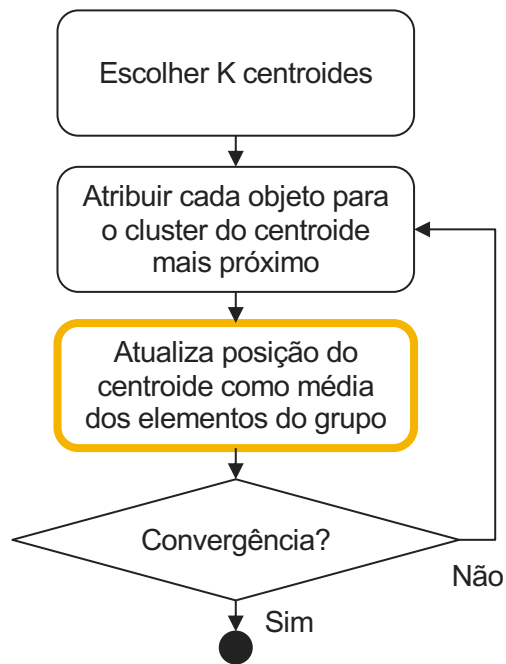 Escolher K centroides
Atribuir cada objeto para
o cluster do centroide
mais próximo
Atualiza posição do
centroide como média
dos elementos do grupo
Convergência?
Não
Sim